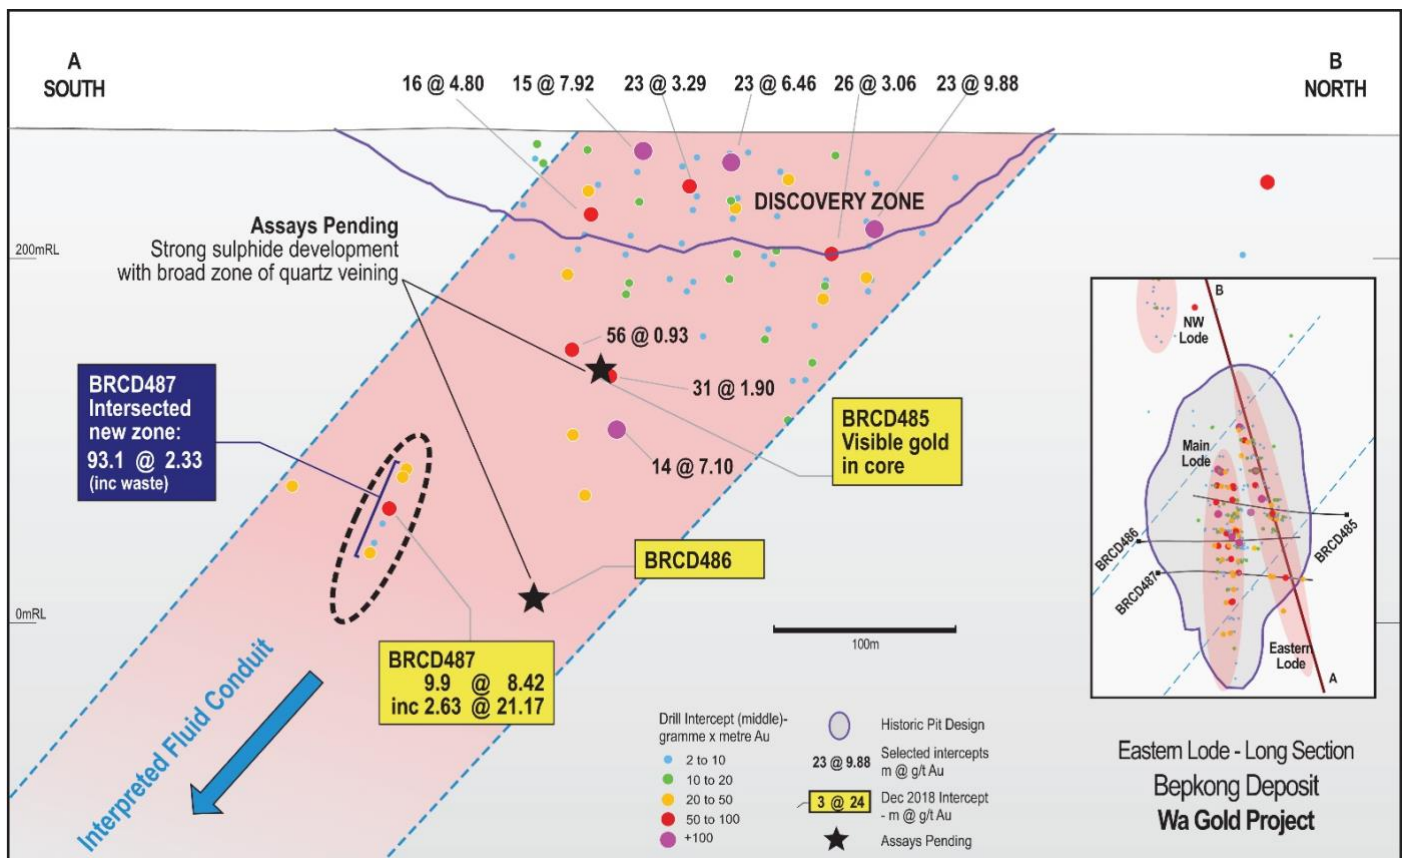 A
SOUTH
B
NORTH
16 @ 4.80
15 @ 7.92
23 @ 3.29
23 @ 6.46
26 @ 3.06
23 @ 9.88
DISCOVERY ZONE
Assays Pending
Strong sulphide development
with broad zone of quartz veining
200mRL
56 @ 0.93
31 @ 1.90
14 @ 7.10
BRCD487
Intersected
new zone:
93.1 @ 2.33
(inc waste)
BRCD485
Visible gold
in core
BRCD486
0mRL
BRCD487
9.9 @ 8.42
inc 2.63 @ 21.17
Interpreted Fluid Conduit
100m
Drill Intercept (middle)-
gramme x metre Au
2 to 10
10 to 20
20 to 50
50 to 100
+100
Historic Pit Design
23 @ 9.88
Selected intercepts
m @ g/t Au
3 @ 24
Dec 2018 Intercept
- m @ g/t Au
Assays Pending
B
NW
Lode
Main
Lode
BRCD486
BRCD485
BRCD487
Eastern
Lode
A
Eastern Lode - Long Section
Bepkong Deposit
Wa Gold Project